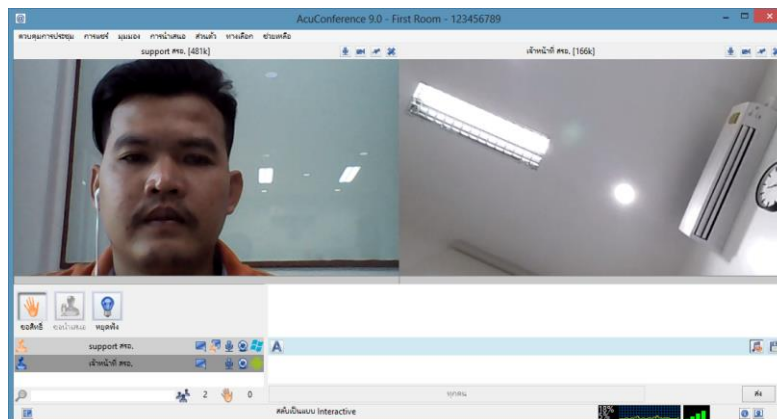 AcuConference 9.0 - First Room - 123456789
ควบคุมการประชุม การแชร์ มุมมอง การนำเสนอ ส่วนตัว ทางเลือก ช่วยเหลือ
support สรอ. [481k]
เจ้าหน้าที่ สรอ. [166k]
ขอสิทธิ์ ขอนำเสนอ หยุดฟัง
support สรอ.
A
เจ้าหน้าที่ สรอ.
2 0
ทุกคน
ส่ง
สลับเป็นแบบ Interactive
18%